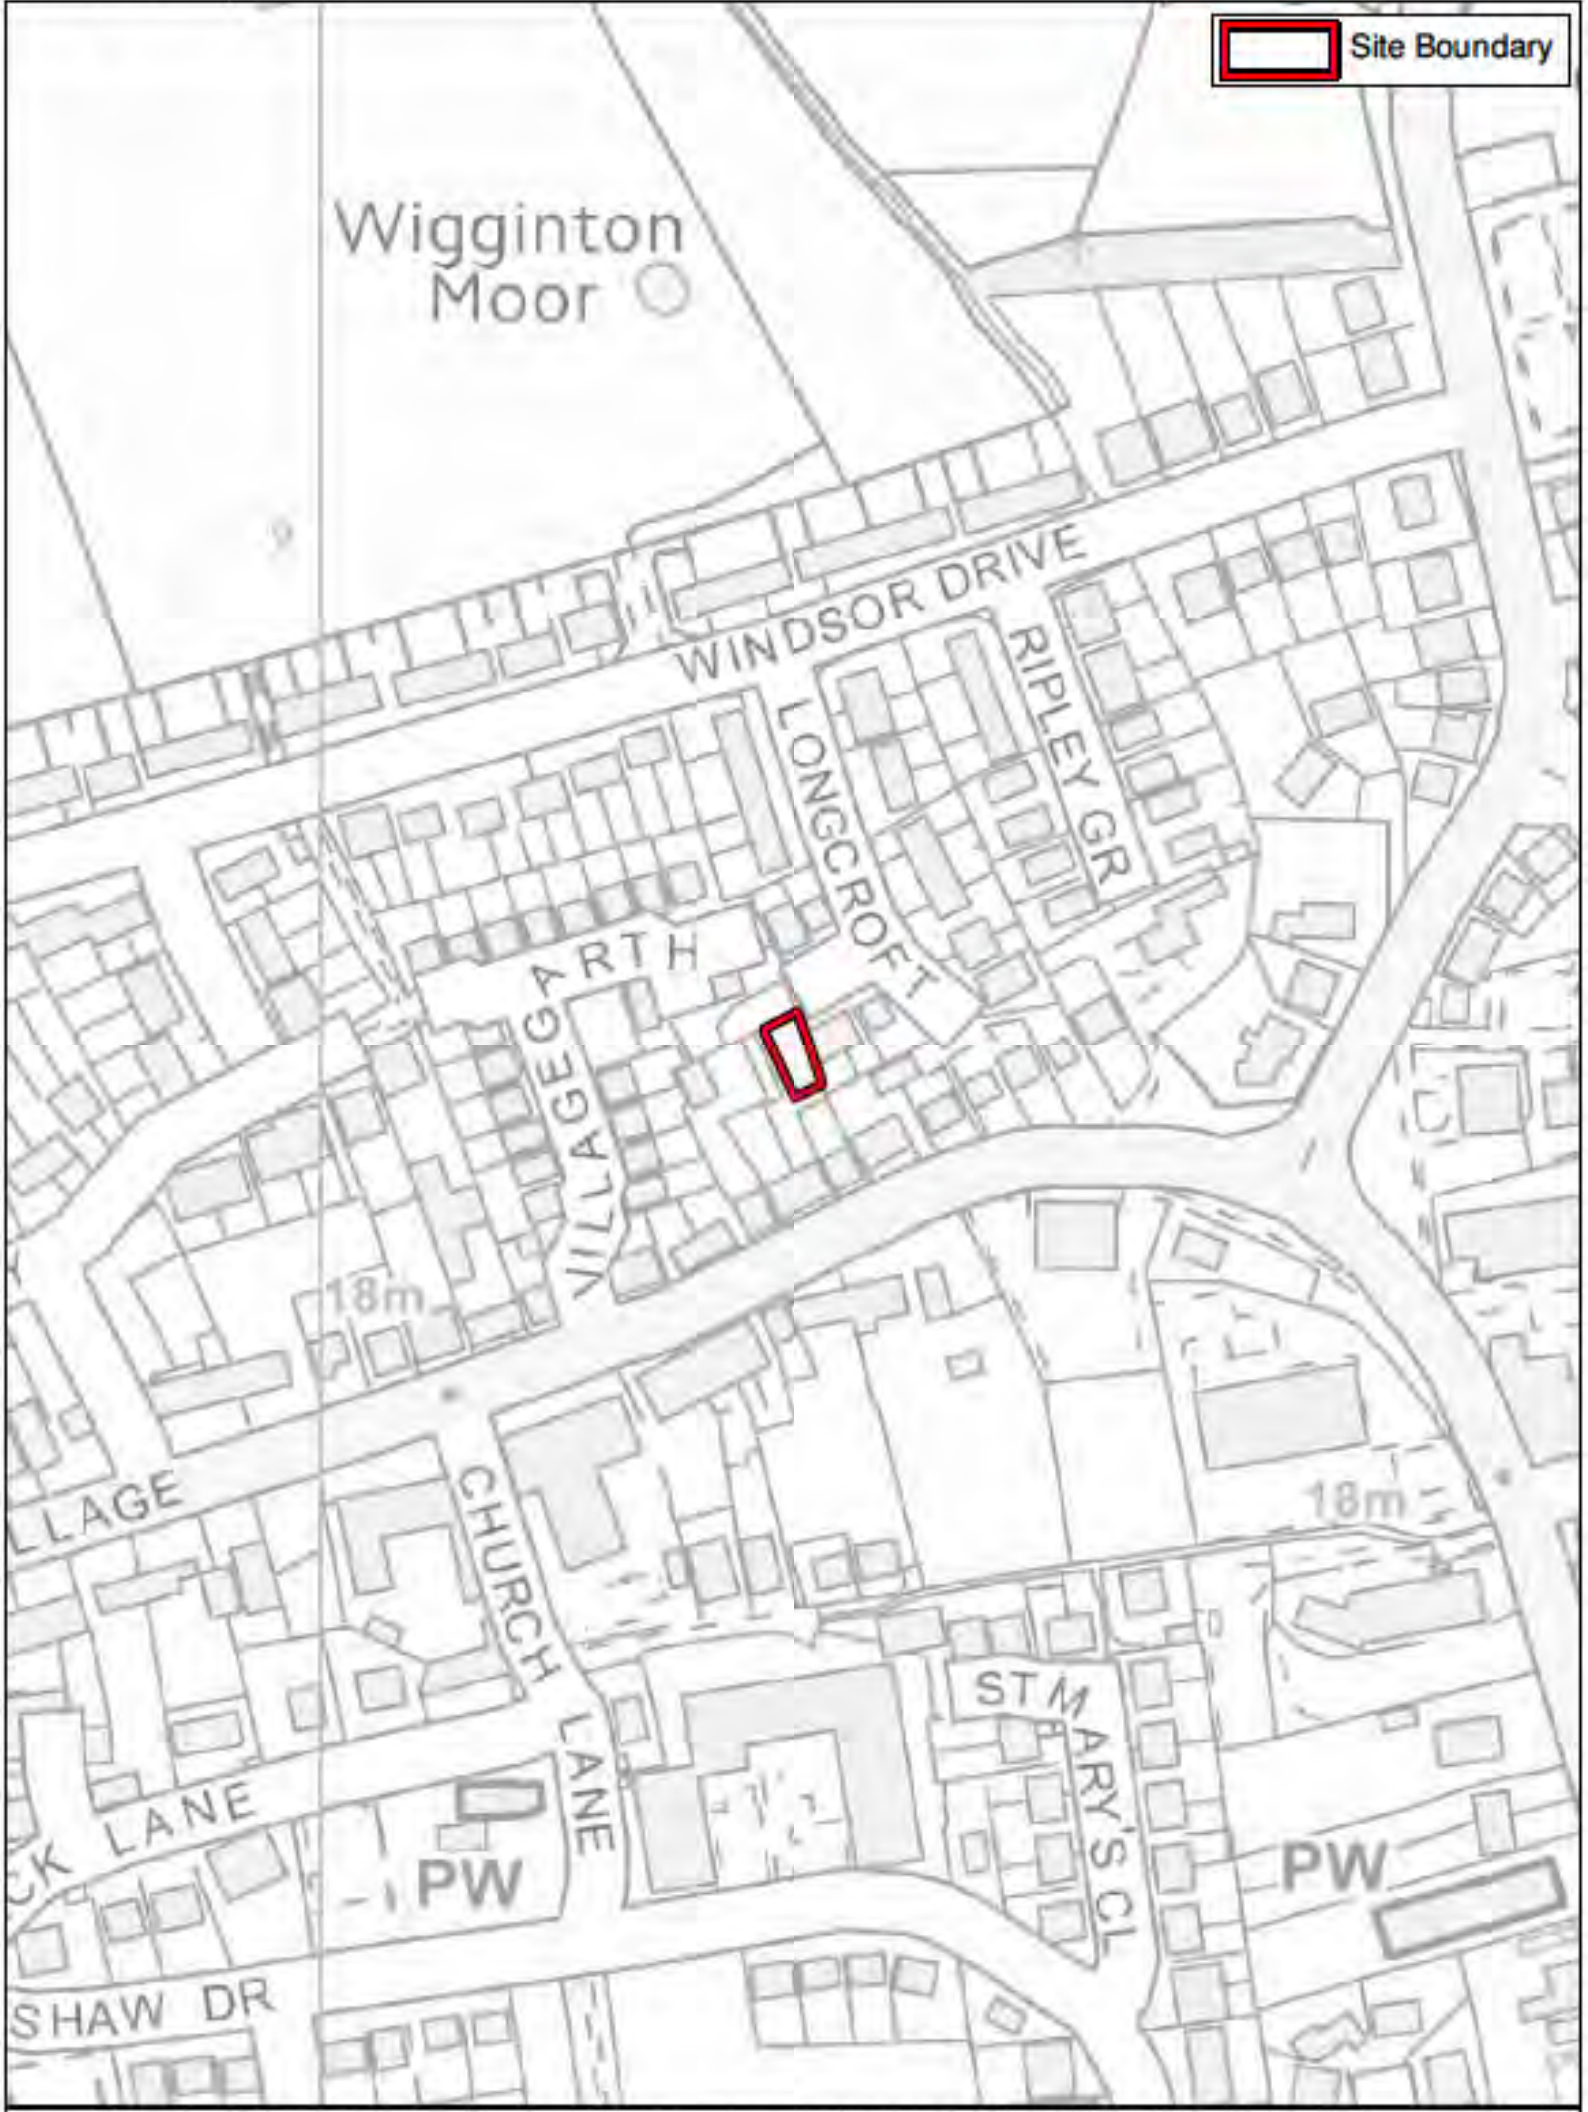 Site Boundary
Wigginton
Moor
9
WINDSOR DRIVE
RIPLEY GR
LONGCROFT
VILLAGE GARTH
18m
LLAGE
CHURCH LANE
18m
ST MARY'S CL
CK LANE
PW
PW
SHAW DR